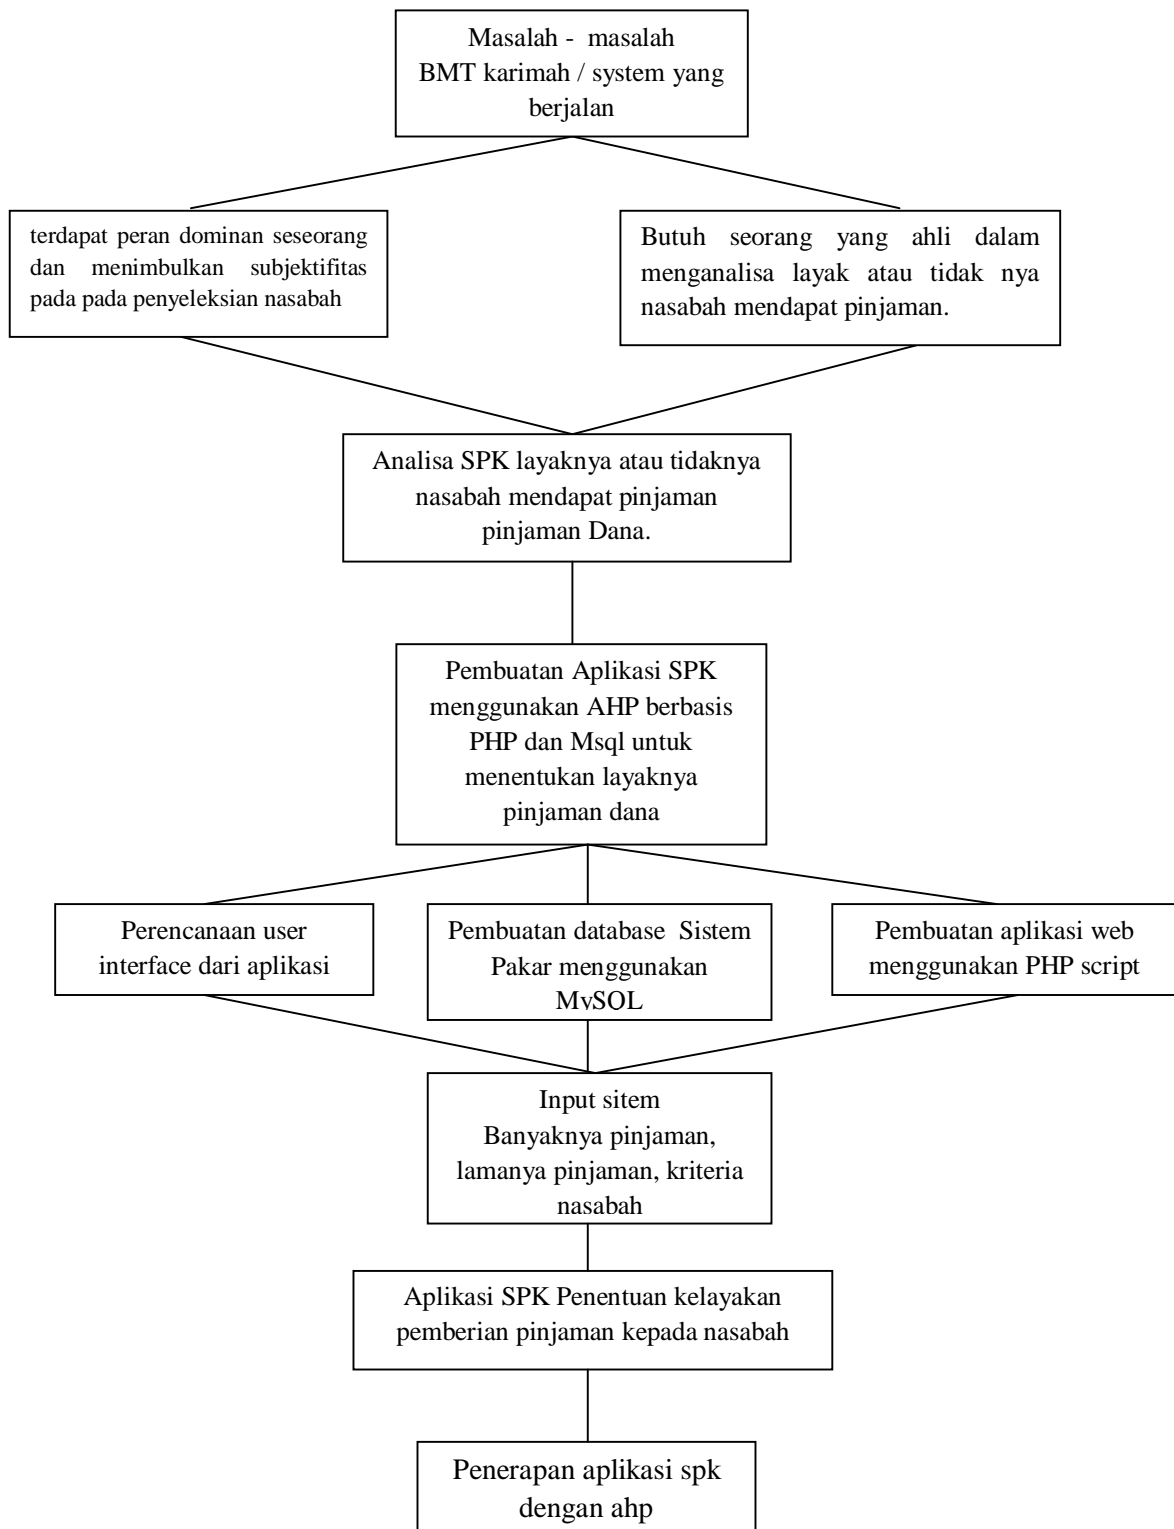 Masalah - masalah
BMT karimah / system yang
berjalan
terdapat peran dominan seseorang
dan menimbulkan subjektifitas
pada pada penyeleksian nasabah
Butuh seorang yang ahli dalam
menganalisa layak atau tidak nya
nasabah mendapat pinjaman.
Analisa SPK layaknya atau tidaknya
nasabah mendapat pinjaman
pinjaman Dana.
Pembuatan Aplikasi SPK
menggunakan AHP berbasis
PHP dan Msql untuk
menentukan layaknya
pinjaman dana
Perencanaan user
interface dari aplikasi
Pembuatan database Sistem
Pakar menggunakan
MySQL
Pembuatan aplikasi web
menggunakan PHP script
Input sitem
Banyaknya pinjaman,
lamanya pinjaman, kriteria
nasabah
Aplikasi SPK Penentuan kelayakan
pemberian pinjaman kepada nasabah
Penerapan aplikasi spk
dengan ahp